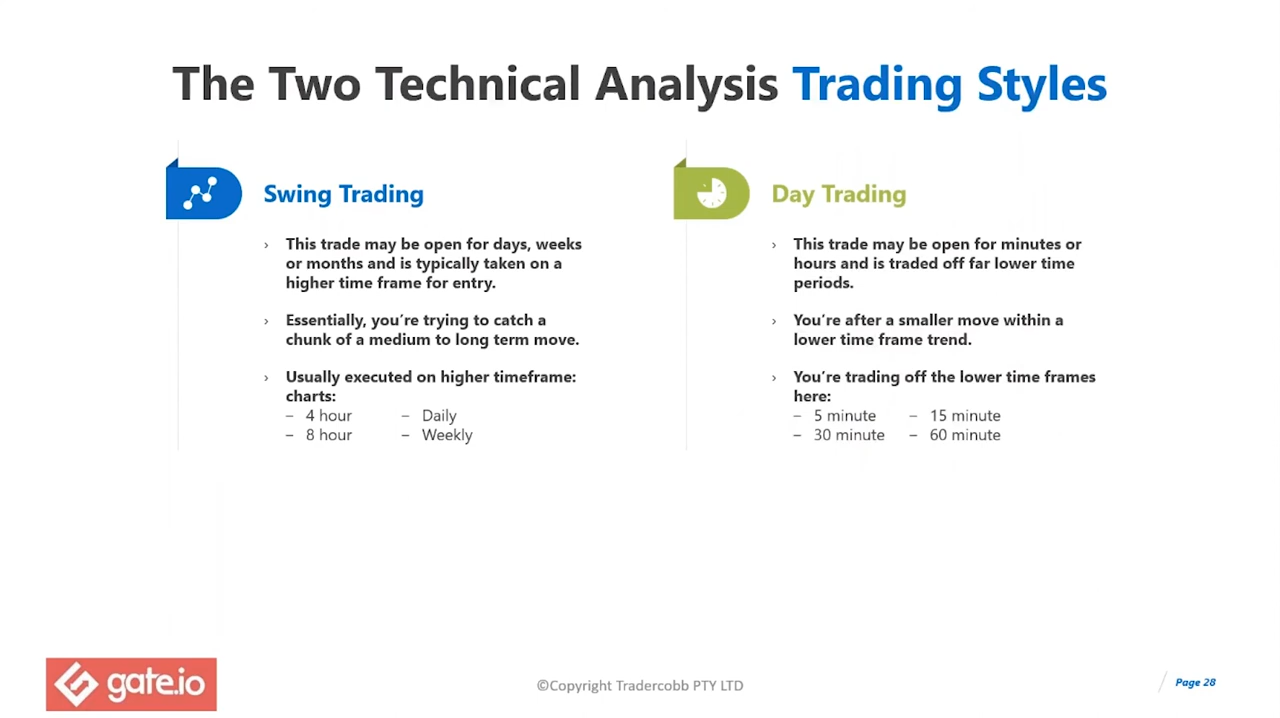 The Two Technical Analysis Trading Styles
Swing Trading
› This trade may be open for days, weeks
or months and is typically taken on a
higher time frame for entry.
› Essentially, you’re trying to catch a
chunk of a medium to long term move.
› Usually executed on higher timeframe:
charts:
– 4 hour – Daily
– 8 hour – Weekly
Day Trading
› This trade may be open for minutes or
hours and is traded off far lower time
periods.
› You’re after a smaller move within a
lower time frame trend.
› You’re trading off the lower time frames
here:
– 5 minute – 15 minute
– 30 minute – 60 minute
gate.io
©Copyright Tradercobb PTY LTD
Page 28